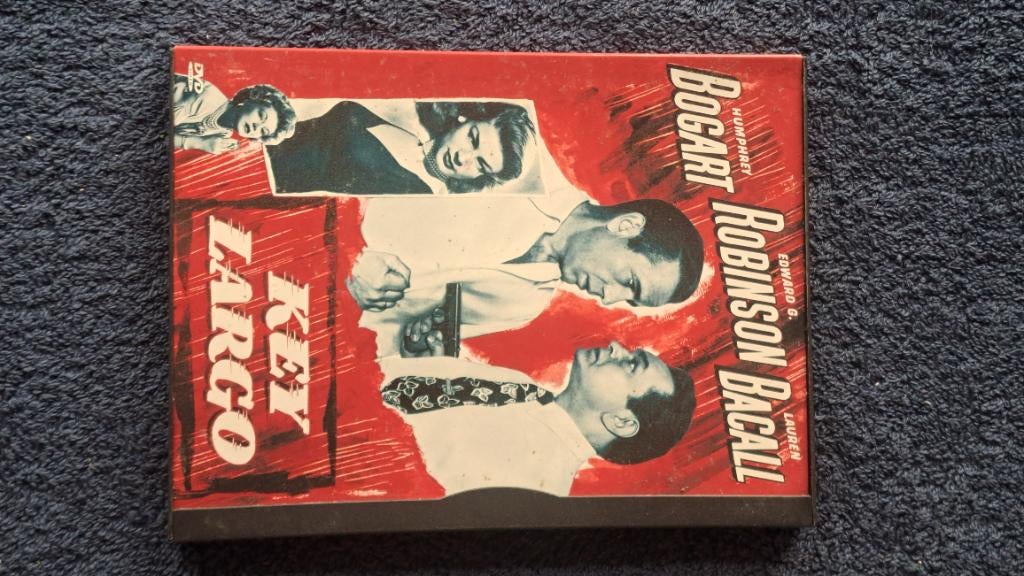 HUMPHREY
BOGART
EDWARD G.
ROBINSON
LAUREN
BACALL
KEY
LARGO
DVD